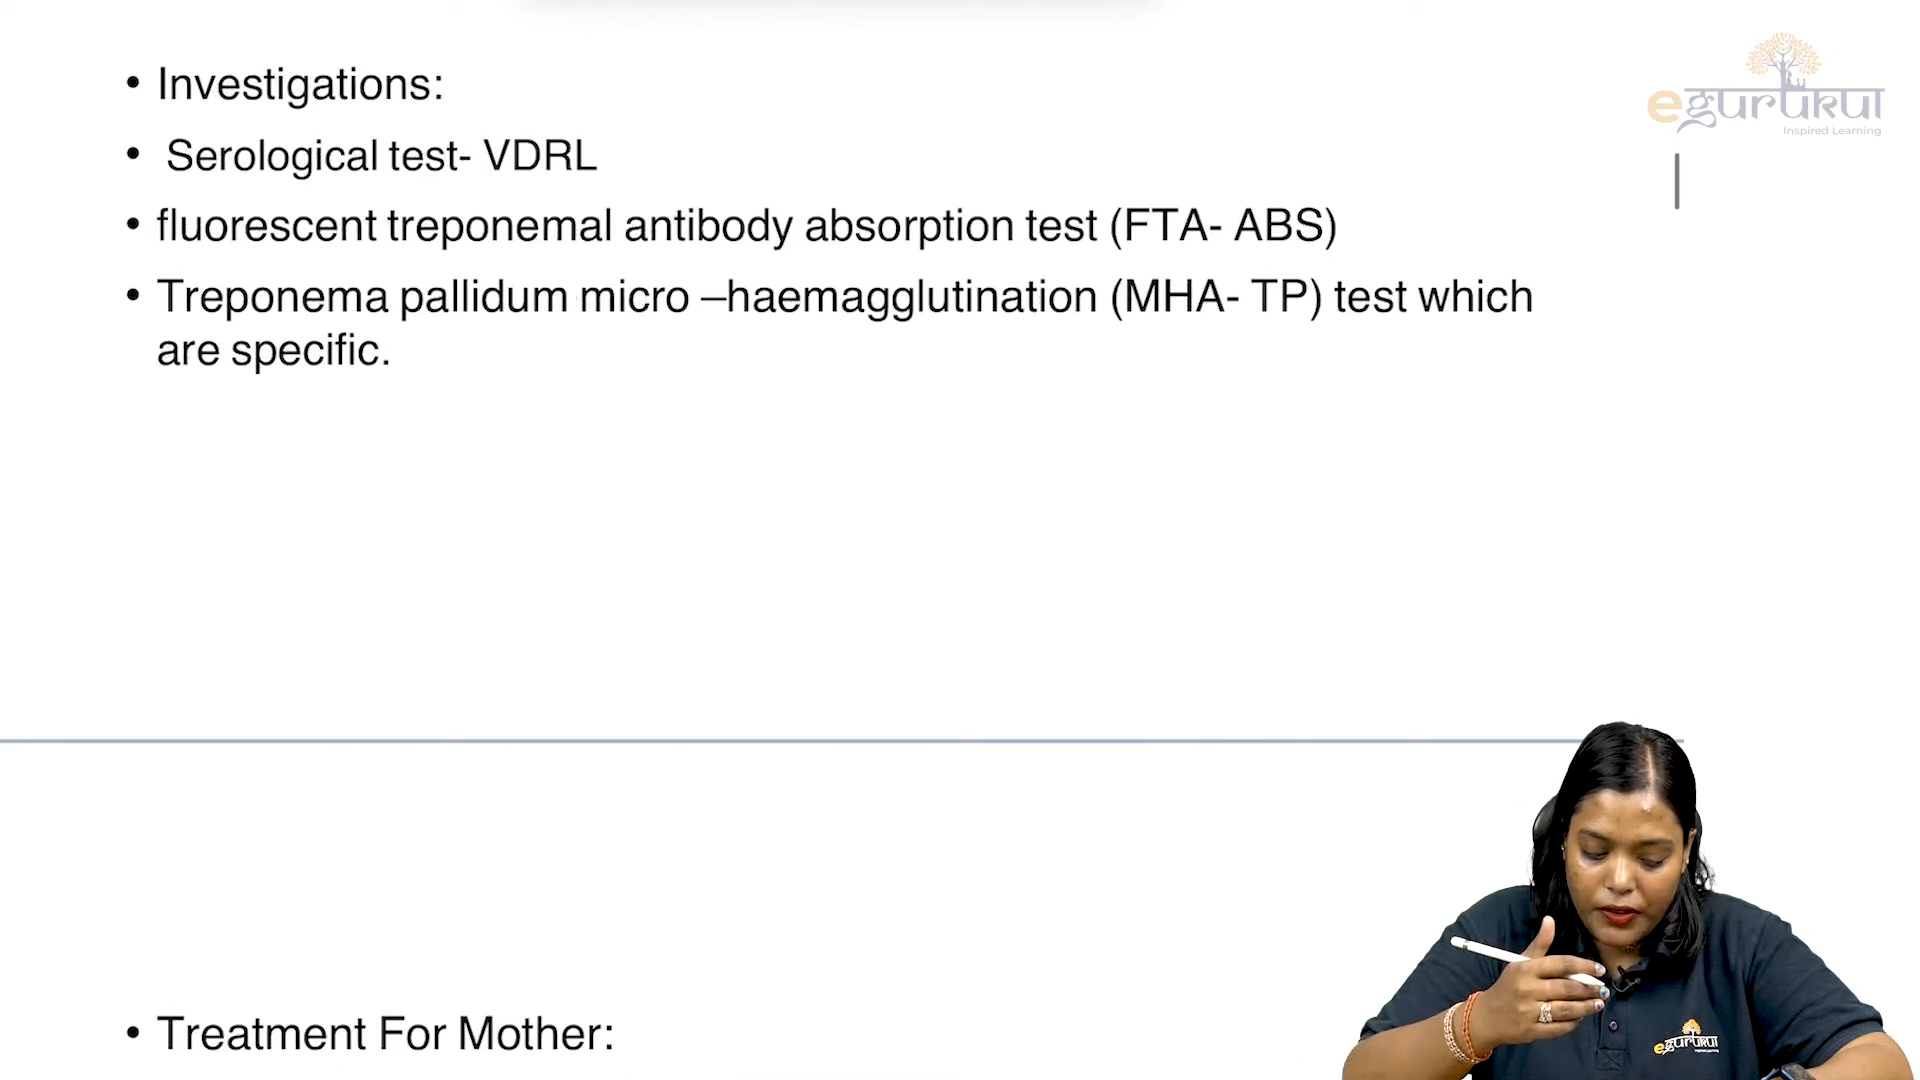 • Investigations:
• Serological test- VDRL
• fluorescent treponemal antibody absorption test (FTA- ABS)
• Treponema pallidum micro –haemagglutination (MHA- TP) test which
are specific.
• Treatment For Mother:
egurukul
Inspired Learning
egurukul